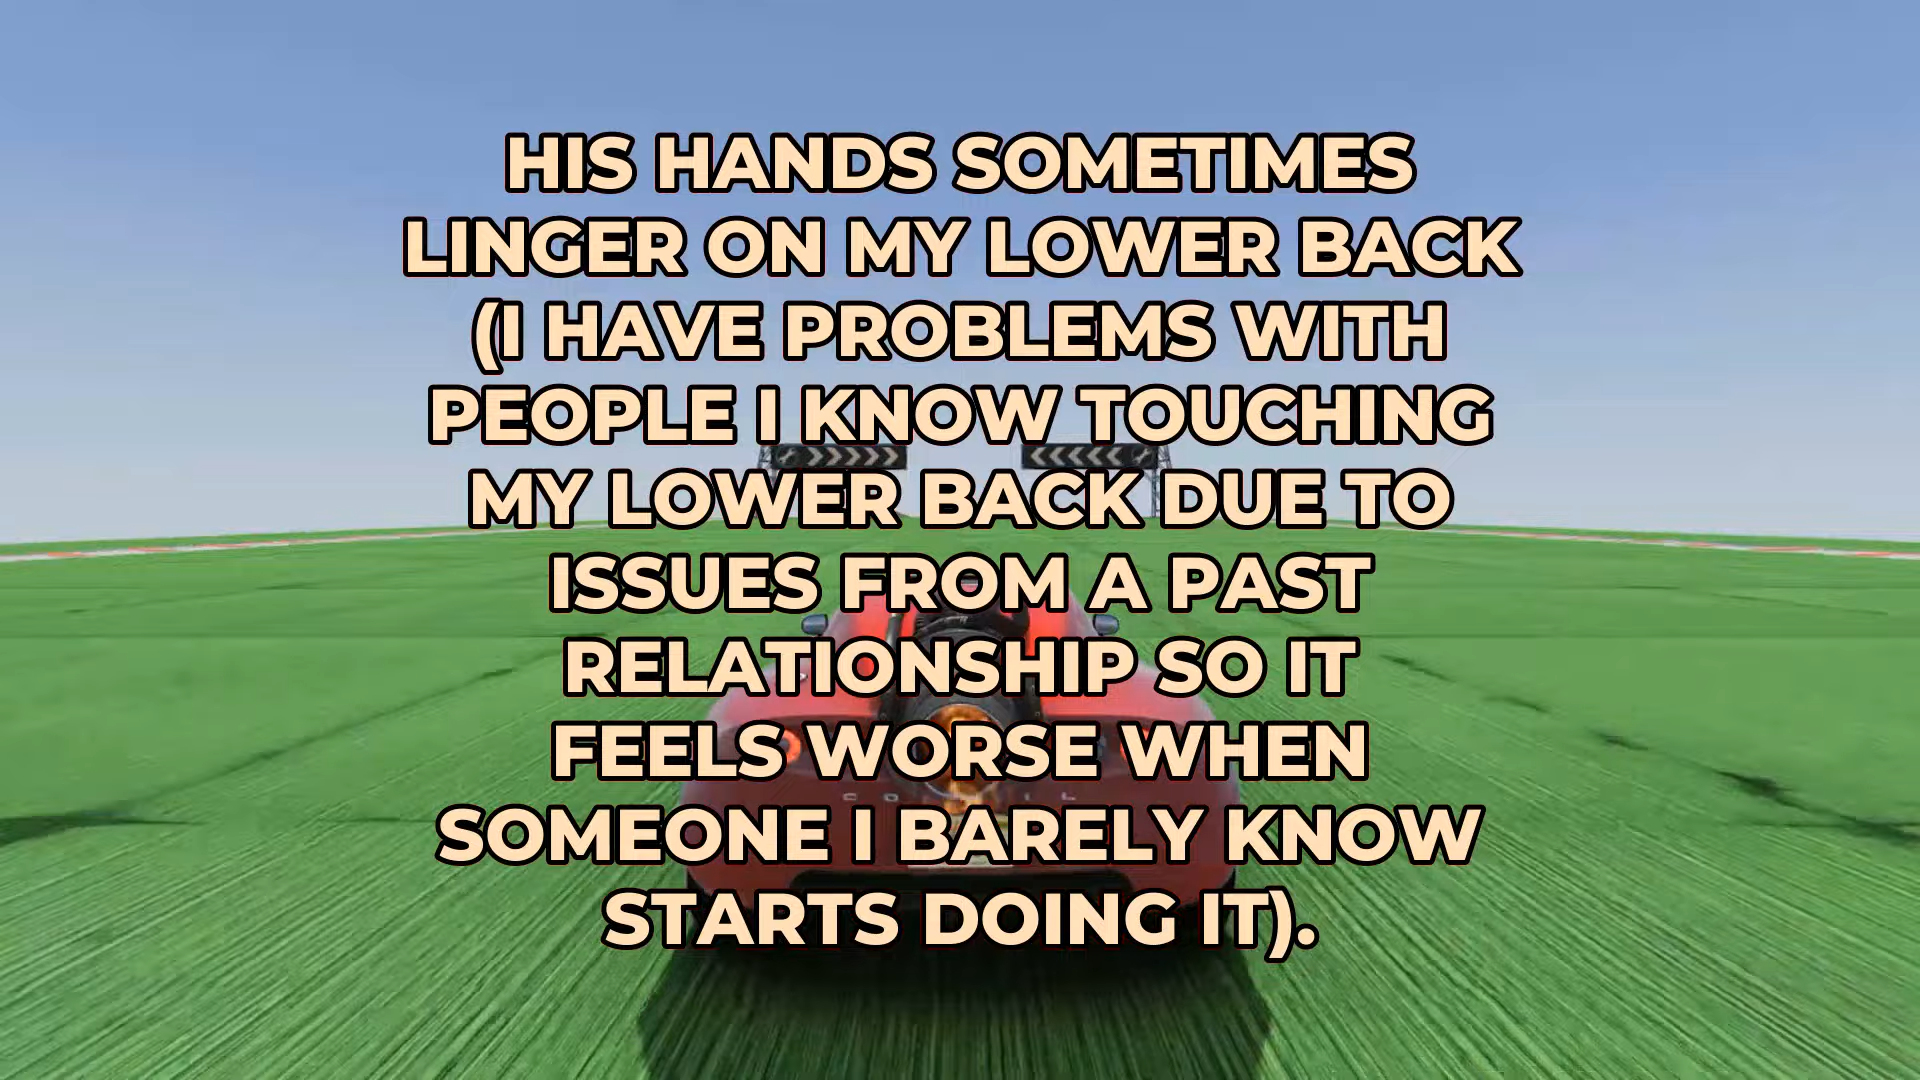 HIS HANDS SOMETIMES
LINGER ON MY LOWER BACK
(I HAVE PROBLEMS WITH
PEOPLE I KNOW TOUCHING
MY LOWER BACK DUE TO
ISSUES FROM A PAST
RELATIONSHIP SO IT
FEELS WORSE WHEN
SOMEONE I BARELY KNOW
STARTS DOING IT).